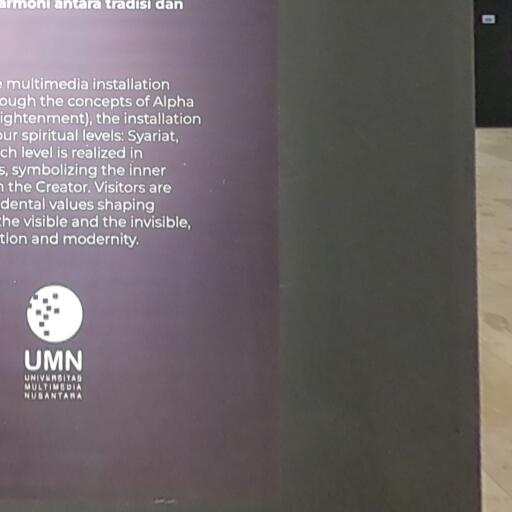 armoni antara tradisi dan
multimedia installation
ough the concepts of Alpha
ightenment), the installation
our spiritual levels: Syariat,
ch level is realized in
s, symbolizing the inner
the Creator. Visitors are
dental values shaping
the visible and the invisible,
tion and modernity.
UMN
UNIVERSITAS
MULTIMEDIA
NUSANTARA